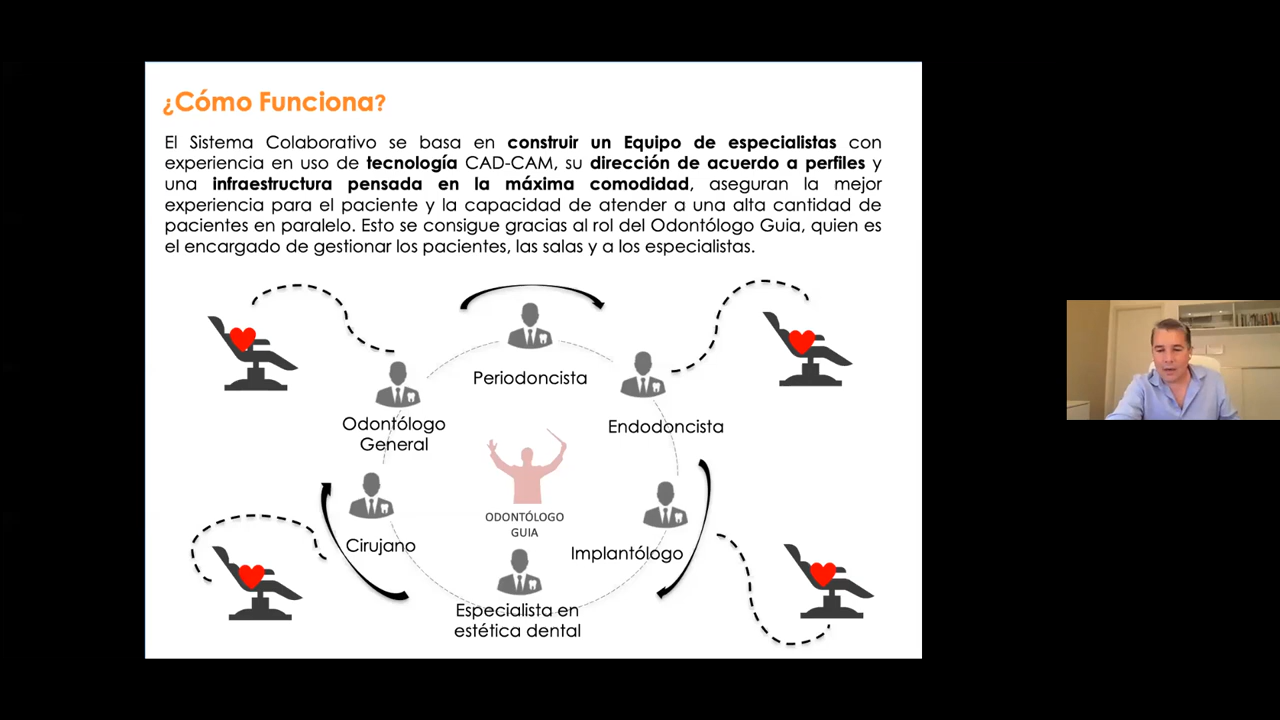 ¿Cómo Funciona?
El Sistema Colaborativo se basa en construir un Equipo de especialistas con
experiencia en uso de tecnología CAD-CAM, su dirección de acuerdo a perfiles y
una infraestructura pensada en la máxima comodidad, aseguran la mejor
experiencia para el paciente y la capacidad de atender a una alta cantidad de
pacientes en paralelo. Esto se consigue gracias al rol del Odontólogo Guia, quien es
el encargado de gestionar los pacientes, las salas y a los especialistas.
Periodoncista
Odontólogo
General
Endoncista
Cirujano
ODONTÓLOGO
GUIA
Implantólogo
Especialista en
estética dental